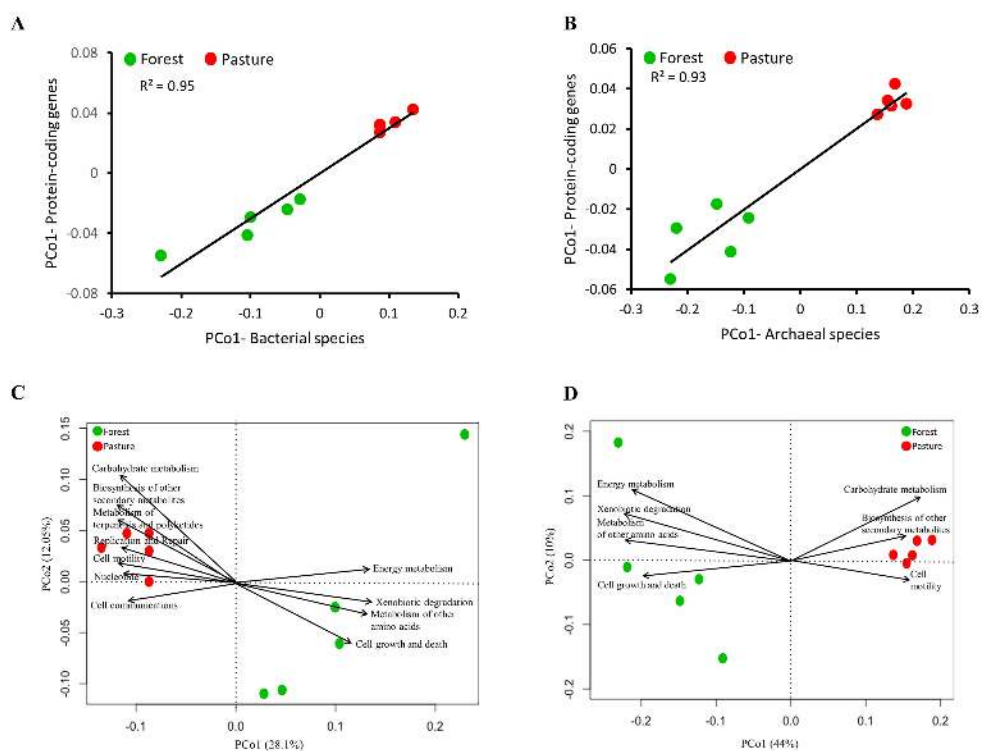 A
Forest Pasture
R² = 0.95
PCo1- Protein-coding genes
0.08
0.04
0
-0.04
-0.08
-0.3 -0.2 -0.1 0 0.1 0.2
PCo1- Bacterial species
B
Forest Pasture
R² = 0.93
PCo1- Protein-coding genes
0.06
0.04
0.02
0
-0.02
-0.04
-0.06
-0.3 -0.2 -0.1 0 0.1 0.2 0.3
PCo1- Archaeal species
C
Forest
Pasture
Carbohydrate metabolism
Biosynthesis of other
secondary metabolites
Metabolism of
terpenoids and polyketides
Replication and Repair
Cell motility
Nucleotide
Cell communications
Energy metabolism
Xenobiotic degradation
Metabolism of other
amino acids
Cell growth and death
PCo2 (12.05%)
0.15
0.10
0.05
0.00
-0.05
-0.10
-0.1 0.0 0.1 0.2
PCo1 (28.1%)
D
Forest
Pasture
Energy metabolism
Xenobiotic degradation
Metabolism
of other amino acids
Cell growth and death
Carbohydrate metabolism
Biosynthesis of other
secondary metabolites
Cell
motility
PCo2 (10%)
0.2
0.1
0.0
-0.1
-0.2
-0.2 -0.1 0.0 0.1 0.2
PCo1 (44%)